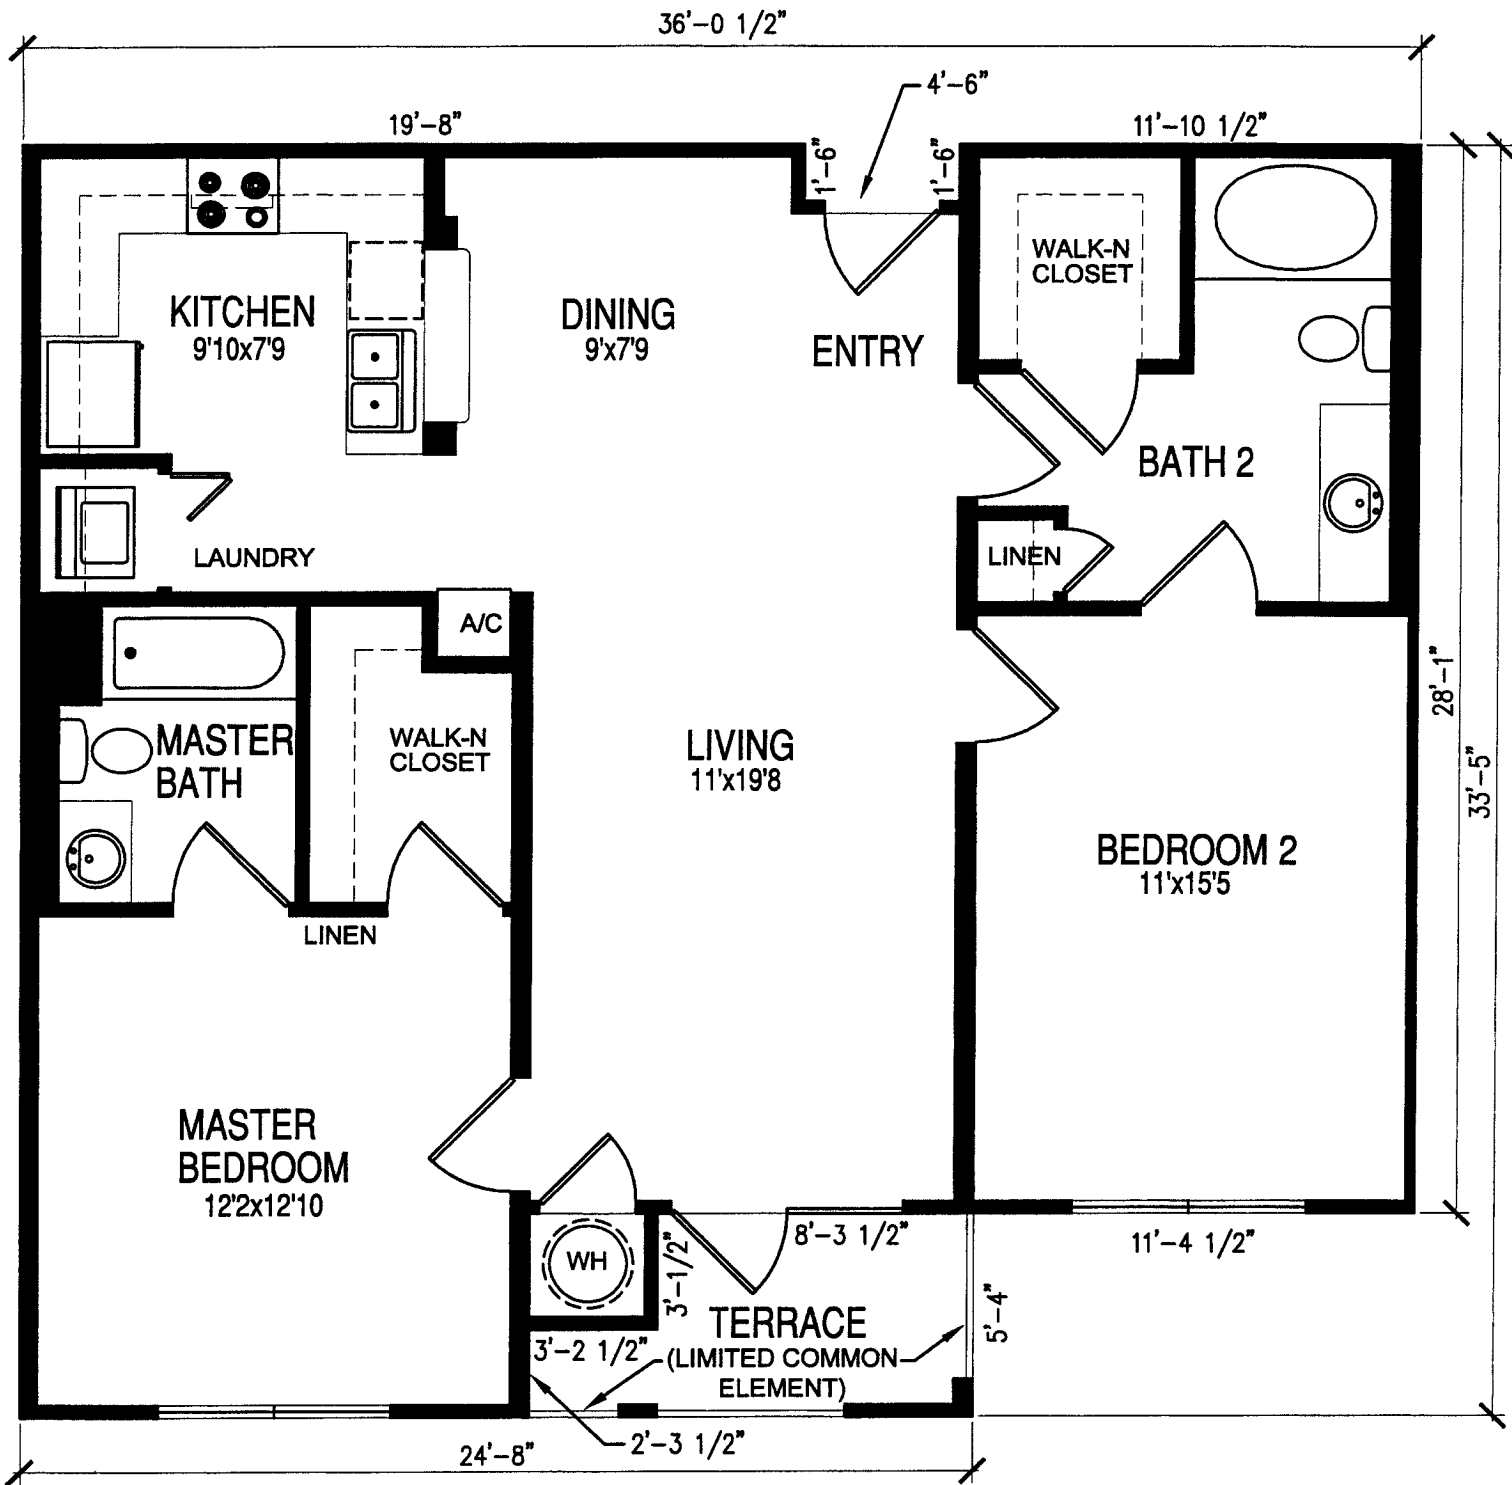 36'-0 1/2"
4'-6"
19'-8"
11'-10 1/2"
1'-6"
1'-6"
WALK-N
CLOSET
KITCHEN
9'10x7'9
DINING
9'x7'9
ENTRY
BATH 2
LAUNDRY
LINEN
A/C
MASTER
BATH
WALK-N
CLOSET
LIVING
11'x19'8
28'-1"
33'-5"
BEDROOM 2
11'x15'5
LINEN
MASTER
BEDROOM
12'2x12'10
8'-3 1/2"
11'-4 1/2"
WH
3'-1/2"
TERRACE
(LIMITED COMMON
ELEMENT)
5'-4"
3'-2 1/2"
2'-3 1/2"
24'-8"